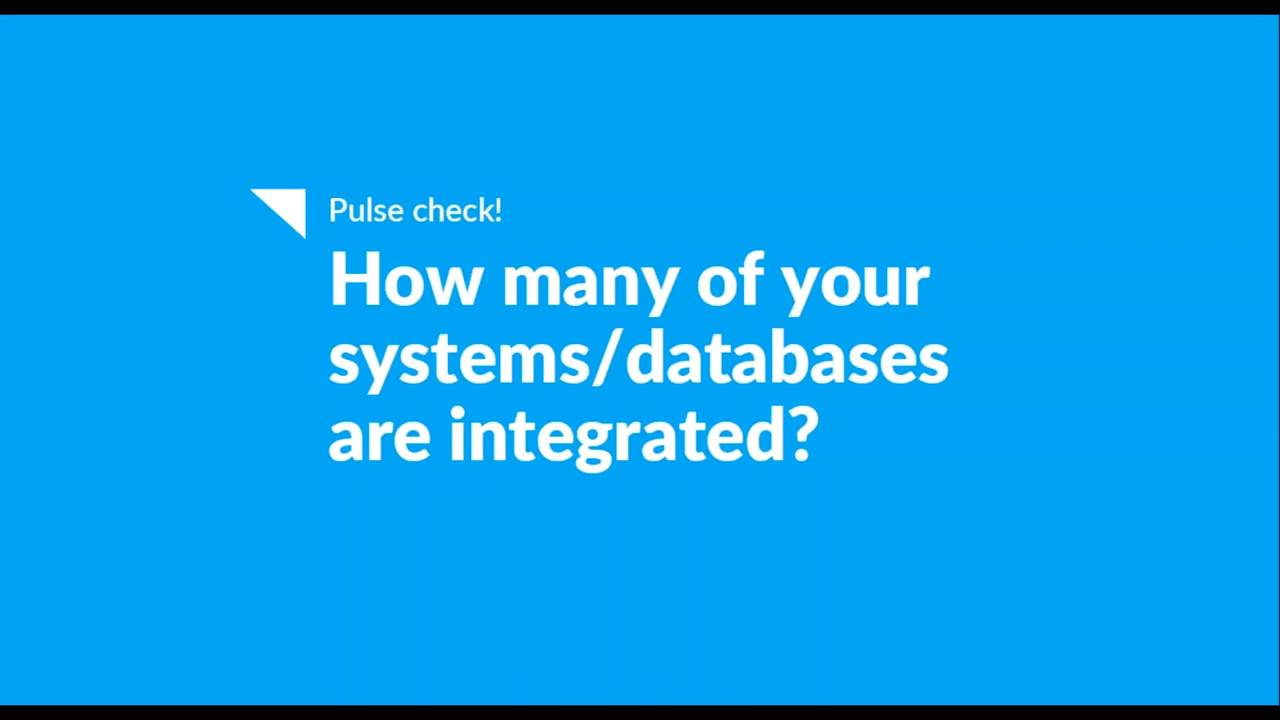 Pulse check!
How many of your
systems/databases
are integrated?